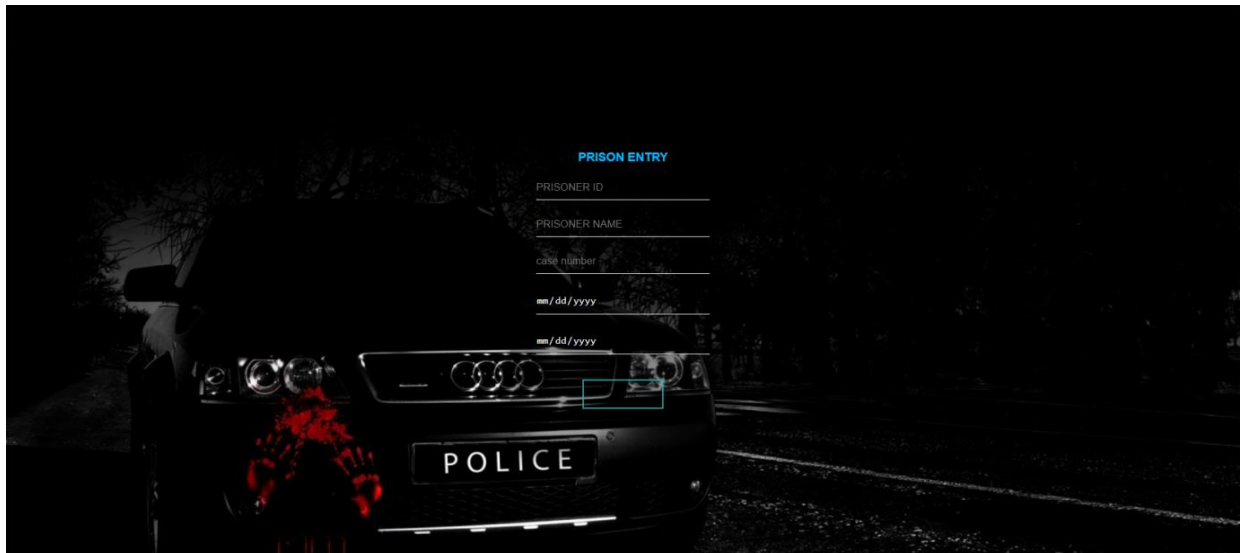 PRISON ENTRY
PRISONER ID
PRISONER NAME
case number
mm/dd/yyyy
mm/dd/yyyy
POLICE